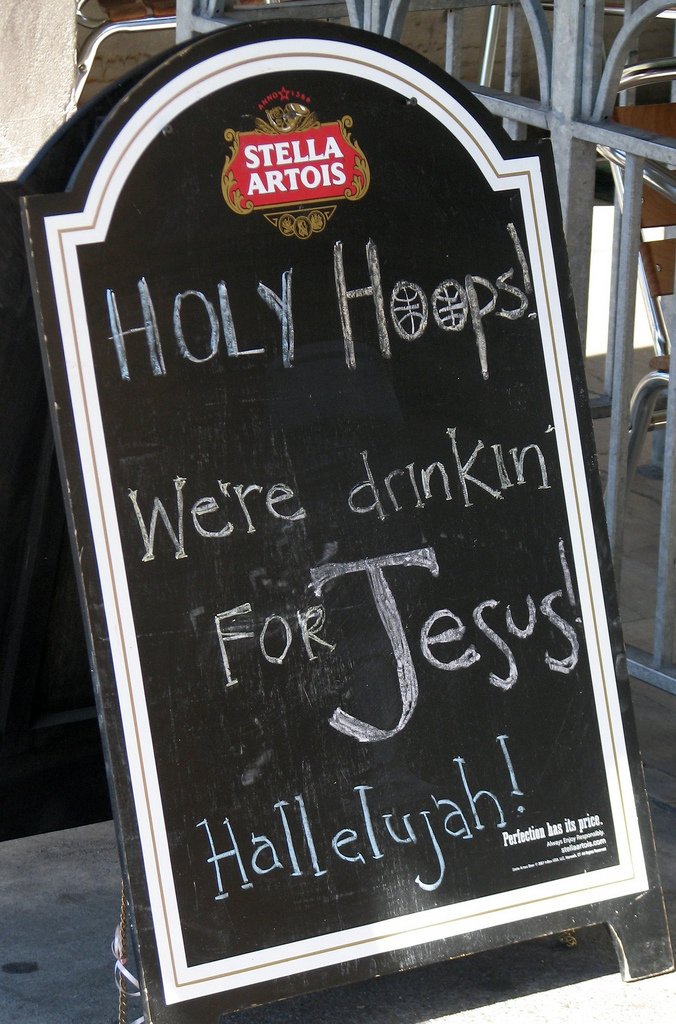 ANNO 1366
STELLA
ARTOIS
HOLY Hoops!
We're drinkin'
FOR Jesus!
Hallelujah!
Perfection has its price.
Always Enjoy Responsibly.
stellaartois.com